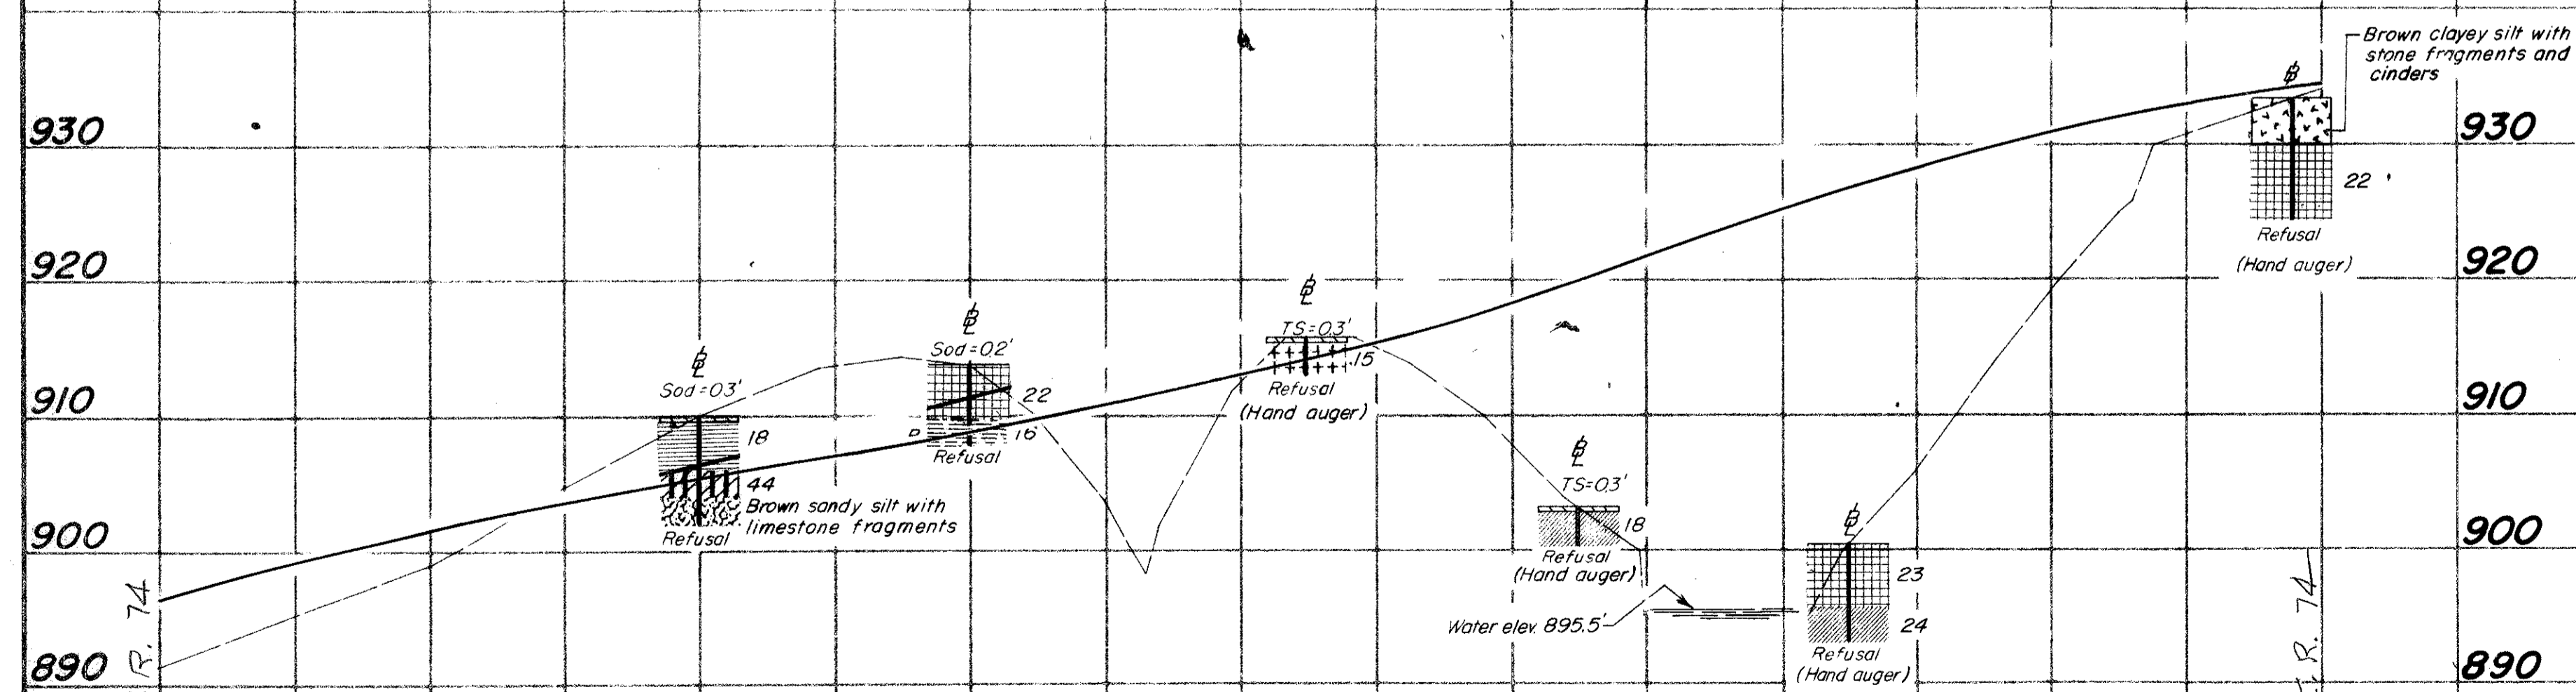 Brown clayey silt with
stone fragments and
cinders
930
930
22
Refusal
(Hand auger)
920
920
TS=0.3'
15
Refusal
(Hand auger)
Sod=0.2'
22
16
Refusal
Sod=0.3'
18
44
Brown sandy silt with
limestone fragments
Refusal
910
910
TS=0.3'
18
Refusal
(Hand auger)
900
900
23
24
Refusal
(Hand auger)
Water elev. 895.5'
R. 74
R. 74
890
890